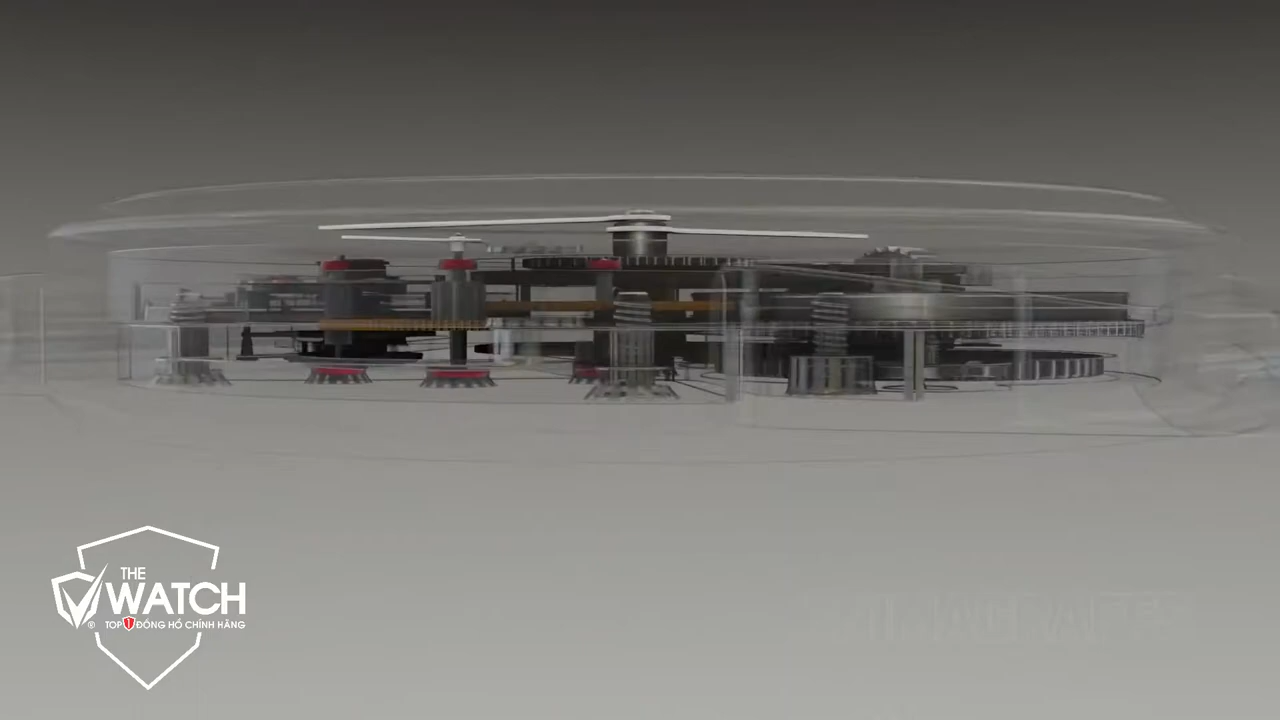 THE
WATCH
®
TOP 1 ĐỒNG HỒ CHÍNH HÃNG